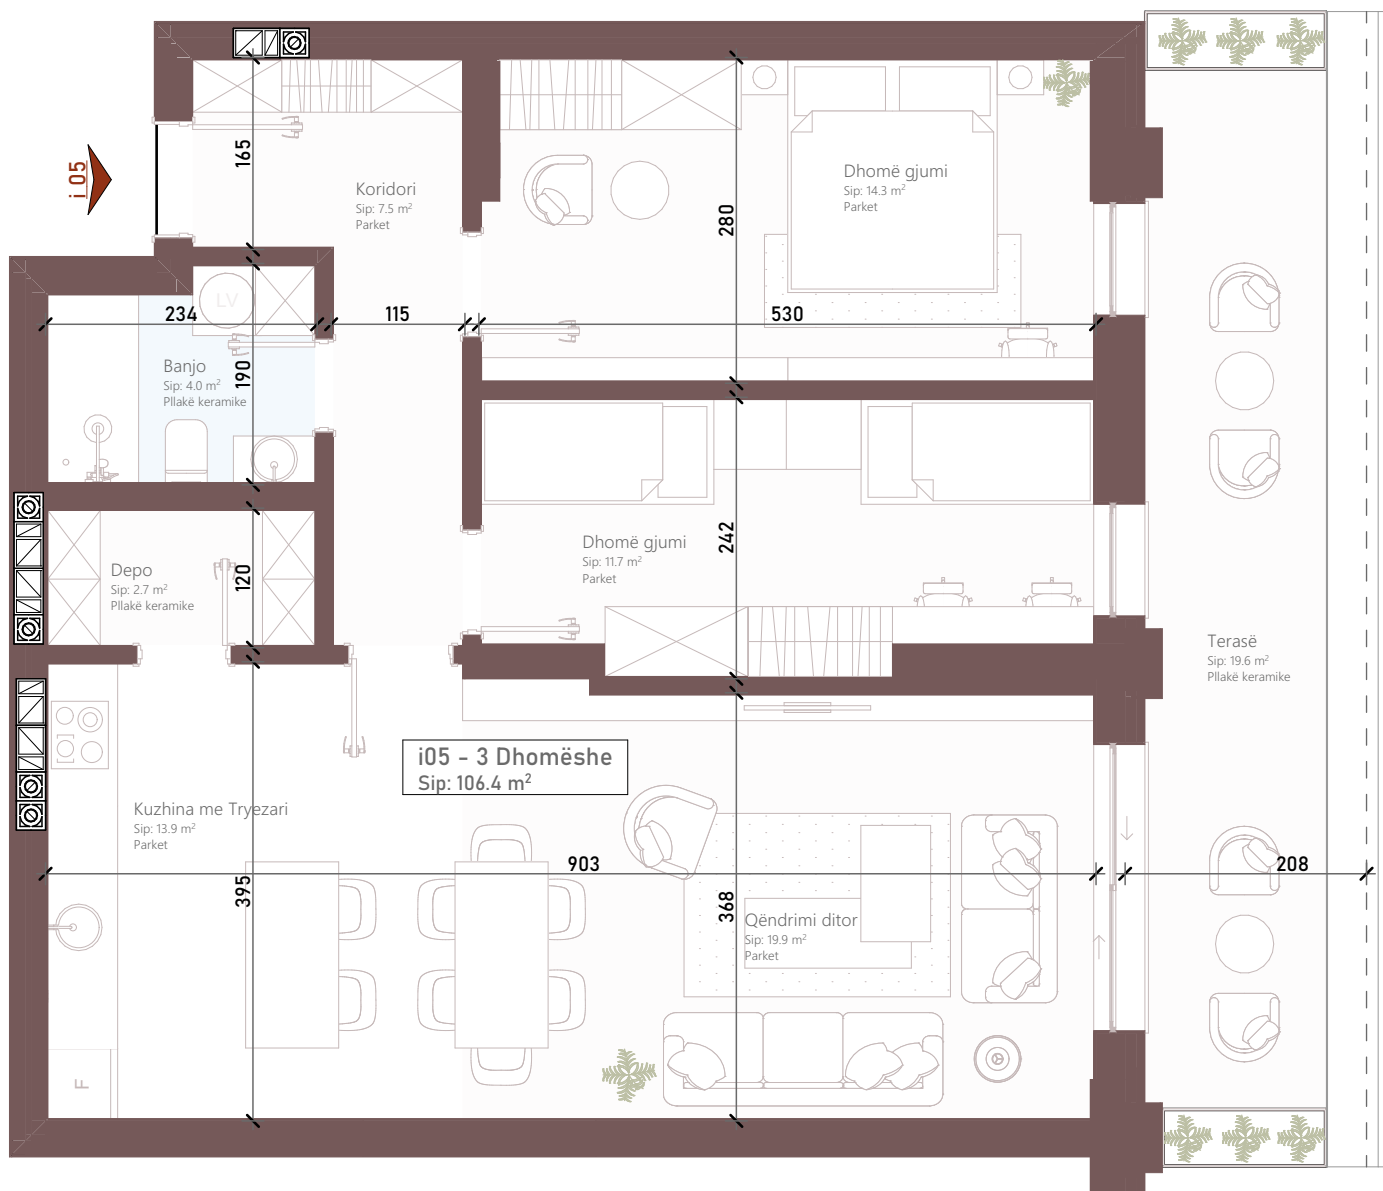 165
i 05
Koridori
Sip: 7.5 m²
Parket
Dhomë gjumi
Sip: 14.3 m²
Parket
280
LV
234
115
530
Banjo
Sip: 4.0 m²
Pllakë keramike
190
Dhomë gjumi
Sip: 11.7 m²
Parket
242
Depo
Sip: 2.7 m²
Pllakë keramike
120
Terasë
Sip: 19.6 m²
Pllakë keramike
i05 - 3 Dhomëshe
Sip: 106.4 m²
Kuzhina me Tryezari
Sip: 13.9 m²
Parket
903
208
395
368
Qëndrimi ditor
Sip: 19.9 m²
Parket
F